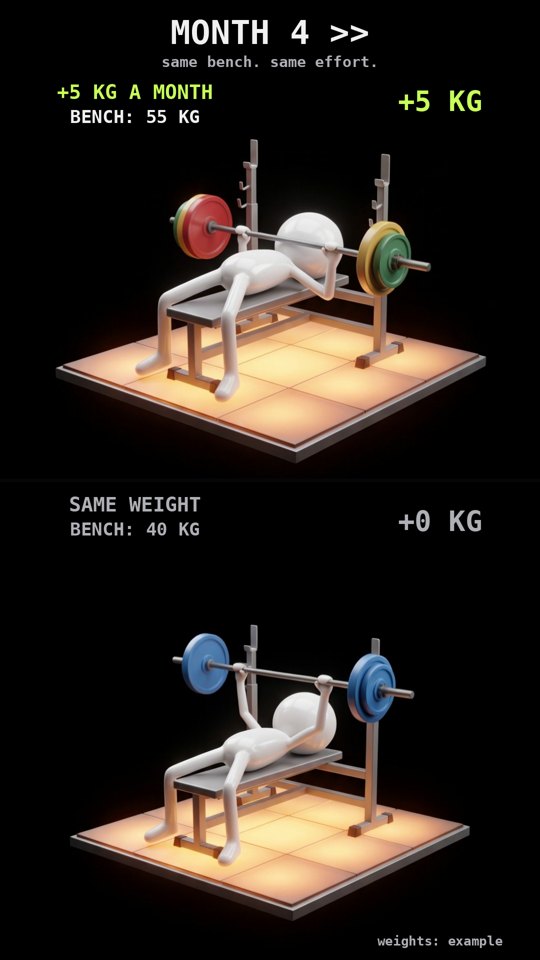 MONTH 4 >>
same bench. same effort.
+5 KG A MONTH
BENCH: 55 KG
+5 KG
SAME WEIGHT
BENCH: 40 KG
+0 KG
weights: example